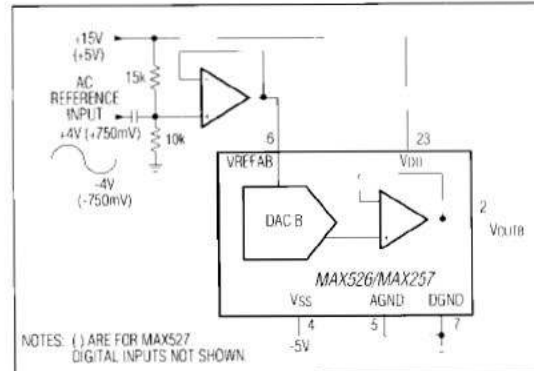 +15V
(+5V)
15k
AC
REFERENCE
INPUT
+4V (+750mV)
10k
-4V
(-750mV)
6
23
VREFAB
VDD
DAC B
2
VOUTB
MAX526/MAX257
VSS
AGND
DGND
4
5
7
-5V
NOTES: ( ) ARE FOR MAX527
DIGITAL INPUTS NOT SHOWN